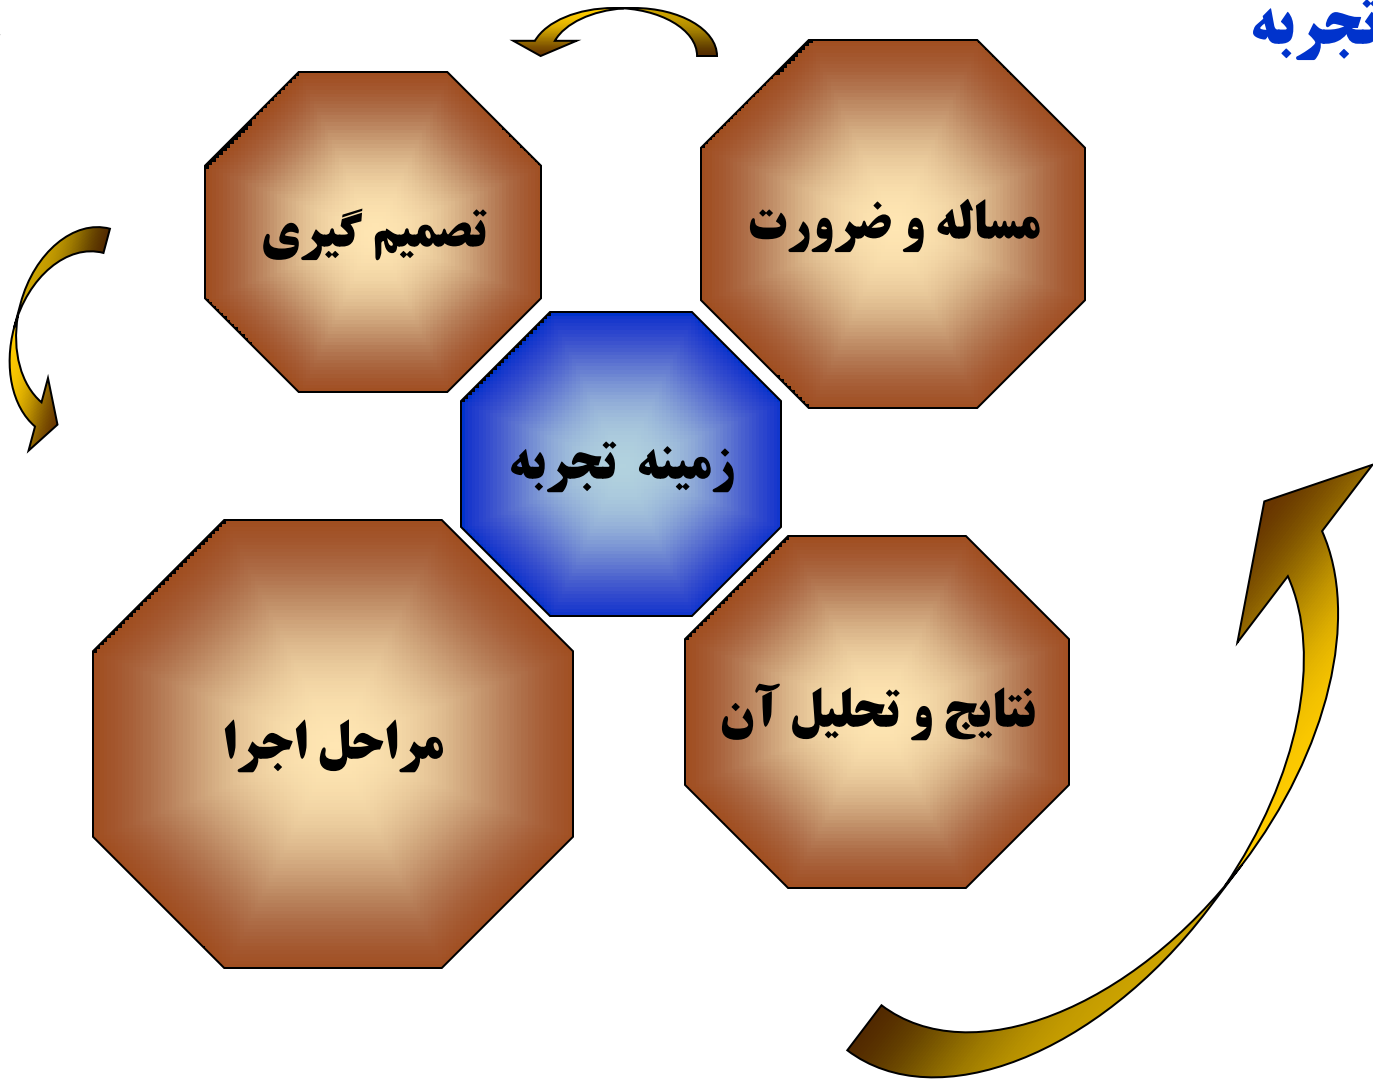 تجربه
مساله و ضرورت
تصمیم گیری
زمینه تجربه
مراحل اجرا
نتایج و تحلیل آن